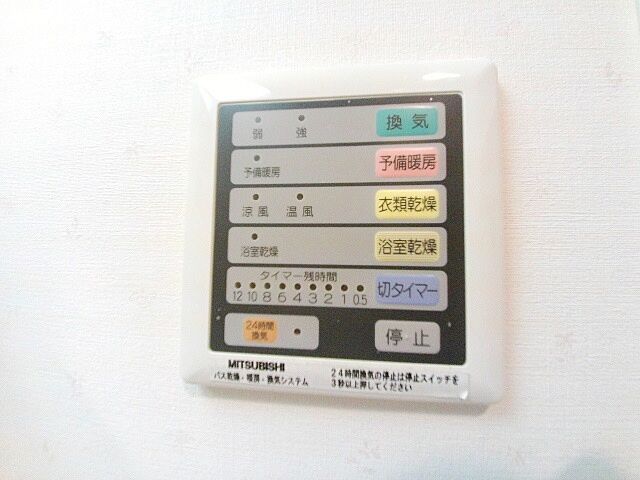 弱 強 換気
予備暖房 予備暖房
涼風 温風 衣類乾燥
浴室乾燥 浴室乾燥
タイマー残時間
12 10 8 6 4 3 2 1 0.5 切タイマー
24時間
換気 停止
MITSUBISHI
バス乾燥・暖房・換気システム
24時間換気の停止は停止スイッチを
3秒以上押してください